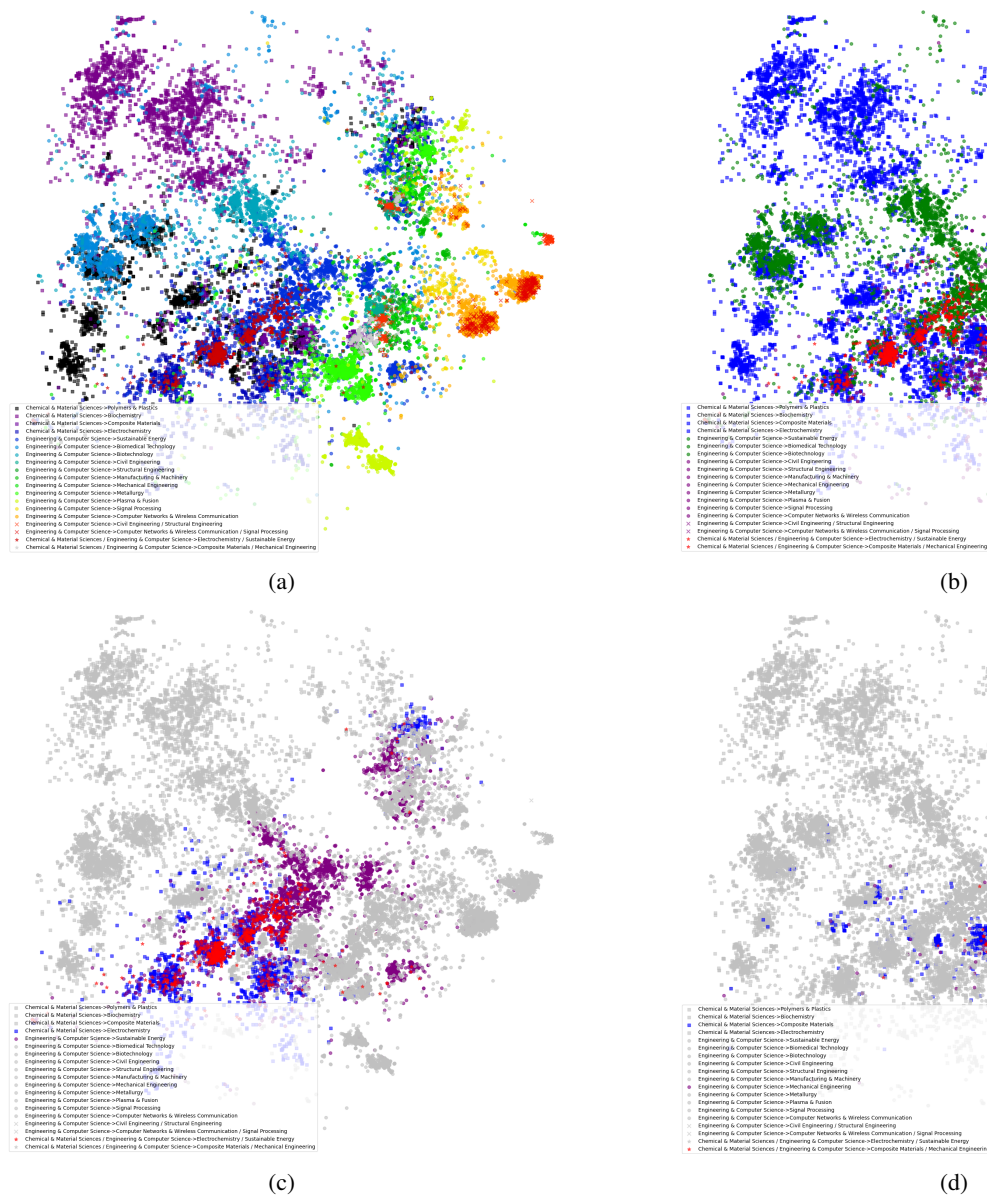 Chemical & Material Sciences->Polymers & Plastics
Chemical & Material Sciences->Biochemistry
Chemical & Material Sciences->Composite Materials
Chemical & Material Sciences->Electrochemistry
Engineering & Computer Science->Sustainable Energy
Engineering & Computer Science->Biomedical Technology
Engineering & Computer Science->Biotechnology
Engineering & Computer Science->Civil Engineering
Engineering & Computer Science->Structural Engineering
Engineering & Computer Science->Manufacturing & Machinery
Engineering & Computer Science->Mechanical Engineering
Engineering & Computer Science->Metallurgy
Engineering & Computer Science->Plasma & Fusion
Engineering & Computer Science->Signal Processing
Engineering & Computer Science->Computer Networks & Wireless Communication
Engineering & Computer Science->Civil Engineering / Structural Engineering
Engineering & Computer Science->Computer Networks & Wireless Communication / Signal Processing
Chemical & Material Sciences / Engineering & Computer Science->Electrochemistry / Sustainable Energy
Chemical & Material Sciences / Engineering & Computer Science->Composite Materials / Mechanical Engineering
(a)
Chemical & Material Sciences->Polymers & Plastics
Chemical & Material Sciences->Biochemistry
Chemical & Material Sciences->Composite Materials
Chemical & Material Sciences->Electrochemistry
Engineering & Computer Science->Sustainable Energy
Engineering & Computer Science->Biomedical Technology
Engineering & Computer Science->Biotechnology
Engineering & Computer Science->Civil Engineering
Engineering & Computer Science->Structural Engineering
Engineering & Computer Science->Manufacturing & Machinery
Engineering & Computer Science->Mechanical Engineering
Engineering & Computer Science->Metallurgy
Engineering & Computer Science->Plasma & Fusion
Engineering & Computer Science->Signal Processing
Engineering & Computer Science->Computer Networks & Wireless Communication
Engineering & Computer Science->Civil Engineering / Structural Engineering
Engineering & Computer Science->Computer Networks & Wireless Communication / Signal Processing
Chemical & Material Sciences / Engineering & Computer Science->Electrochemistry / Sustainable Energy
Chemical & Material Sciences / Engineering & Computer Science->Composite Materials / Mechanical Engineering
(b)
Chemical & Material Sciences->Polymers & Plastics
Chemical & Material Sciences->Biochemistry
Chemical & Material Sciences->Composite Materials
Chemical & Material Sciences->Electrochemistry
Engineering & Computer Science->Sustainable Energy
Engineering & Computer Science->Biomedical Technology
Engineering & Computer Science->Biotechnology
Engineering & Computer Science->Civil Engineering
Engineering & Computer Science->Structural Engineering
Engineering & Computer Science->Manufacturing & Machinery
Engineering & Computer Science->Mechanical Engineering
Engineering & Computer Science->Metallurgy
Engineering & Computer Science->Plasma & Fusion
Engineering & Computer Science->Signal Processing
Engineering & Computer Science->Computer Networks & Wireless Communication
Engineering & Computer Science->Civil Engineering / Structural Engineering
Engineering & Computer Science->Computer Networks & Wireless Communication / Signal Processing
Chemical & Material Sciences / Engineering & Computer Science->Electrochemistry / Sustainable Energy
Chemical & Material Sciences / Engineering & Computer Science->Composite Materials / Mechanical Engineering
(c)
Chemical & Material Sciences->Polymers & Plastics
Chemical & Material Sciences->Biochemistry
Chemical & Material Sciences->Composite Materials
Chemical & Material Sciences->Electrochemistry
Engineering & Computer Science->Sustainable Energy
Engineering & Computer Science->Biomedical Technology
Engineering & Computer Science->Biotechnology
Engineering & Computer Science->Civil Engineering
Engineering & Computer Science->Structural Engineering
Engineering & Computer Science->Manufacturing & Machinery
Engineering & Computer Science->Mechanical Engineering
Engineering & Computer Science->Metallurgy
Engineering & Computer Science->Plasma & Fusion
Engineering & Computer Science->Signal Processing
Engineering & Computer Science->Computer Networks & Wireless Communication
Engineering & Computer Science->Civil Engineering / Structural Engineering
Engineering & Computer Science->Computer Networks & Wireless Communication / Signal Processing
Chemical & Material Sciences / Engineering & Computer Science->Electrochemistry / Sustainable Energy
Chemical & Material Sciences / Engineering & Computer Science->Composite Materials / Mechanical Engineerin
(d)